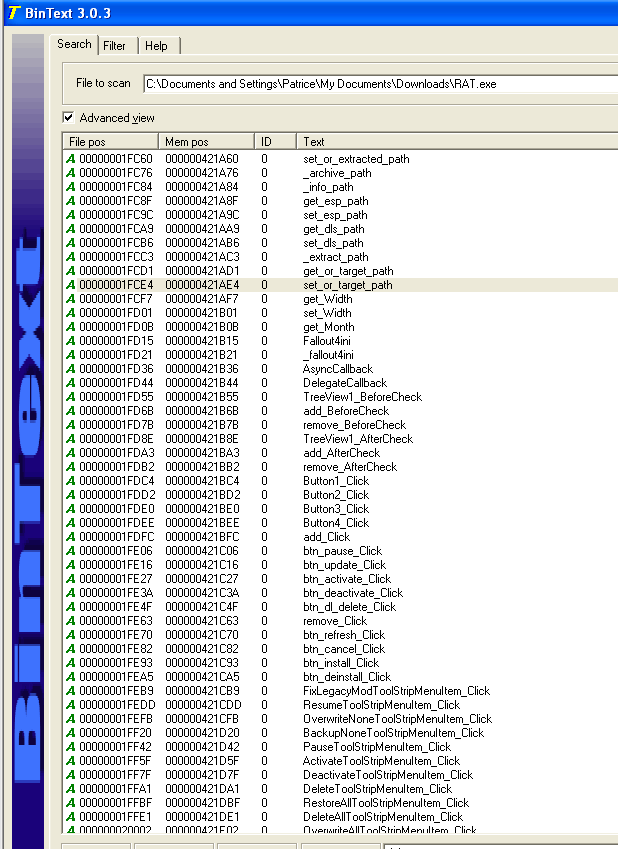 BinText 3.0.3
Search Filter Help
File to scan C:\Documents and Settings\Patrice\My Documents\Downloads\RAT.exe
Advanced view
File pos Mem pos ID Text
A 00000001FC60 000000421A60 0 set_or_extracted_path
A 00000001FC76 000000421A76 0 _archive_path
A 00000001FC84 000000421A84 0 _info_path
A 00000001FC8F 000000421A8F 0 get_esp_path
A 00000001FC9C 000000421A9C 0 set_esp_path
A 00000001FCA9 000000421AA9 0 get_dls_path
A 00000001FCB6 000000421AB6 0 set_dls_path
A 00000001FCC3 000000421AC3 0 _extract_path
A 00000001FCD1 000000421AD1 0 get_or_target_path
A 00000001FCE4 000000421AE4 0 set_or_target_path
A 00000001FCF7 000000421AF7 0 get_Width
A 00000001FD01 000000421B01 0 set_Width
A 00000001FD0B 000000421B0B 0 get_Month
A 00000001FD15 000000421B15 0 Fallout4ini
A 00000001FD21 000000421B21 0 _fallout4ini
A 00000001FD36 000000421B36 0 AsyncCallback
A 00000001FD44 000000421B44 0 DelegateCallback
A 00000001FD55 000000421B55 0 TreeView1_BeforeCheck
A 00000001FD6B 000000421B6B 0 add_BeforeCheck
A 00000001FD7B 000000421B7B 0 remove_BeforeCheck
A 00000001FD8E 000000421B8E 0 TreeView1_AfterCheck
A 00000001FDA3 000000421BA3 0 add_AfterCheck
A 00000001FDB2 000000421BB2 0 remove_AfterCheck
A 00000001FDC4 000000421BC4 0 Button1_Click
A 00000001FDD2 000000421BD2 0 Button2_Click
A 00000001FDE0 000000421BE0 0 Button3_Click
A 00000001FDEE 000000421BEE 0 Button4_Click
A 00000001FDFC 000000421BFC 0 add_Click
A 00000001FE06 000000421C06 0 btn_pause_Click
A 00000001FE16 000000421C16 0 btn_update_Click
A 00000001FE27 000000421C27 0 btn_activate_Click
A 00000001FE3A 000000421C3A 0 btn_deactivate_Click
A 00000001FE4F 000000421C4F 0 btn_dl_delete_Click
A 00000001FE63 000000421C63 0 remove_Click
A 00000001FE70 000000421C70 0 btn_refresh_Click
A 00000001FE82 000000421C82 0 btn_cancel_Click
A 00000001FE93 000000421C93 0 btn_install_Click
A 00000001FEA5 000000421CA5 0 btn_deinstall_Click
A 00000001FEB9 000000421CB9 0 FixLegacyModToolStripMenuItem_Click
A 00000001FEDD 000000421CDD 0 ResumeToolStripMenuItem_Click
A 00000001FEFB 000000421CFB 0 OverwriteNoneToolStripMenuItem_Click
A 00000001FF20 000000421D20 0 BackupNoneToolStripMenuItem_Click
A 00000001FF42 000000421D42 0 PauseToolStripMenuItem_Click
A 00000001FF5F 000000421D5F 0 ActivateToolStripMenuItem_Click
A 00000001FF7F 000000421D7F 0 DeactivateToolStripMenuItem_Click
A 00000001FFA1 000000421DA1 0 DeleteToolStripMenuItem_Click
A 00000001FFBF 000000421DBF 0 RestoreAllToolStripMenuItem_Click
A 00000001FFE1 000000421DE1 0 DeleteAllToolStripMenuItem_Click
A 000000020002 000000421E02 0 OverwriteAllToolStripMenuItem_Click
BinText